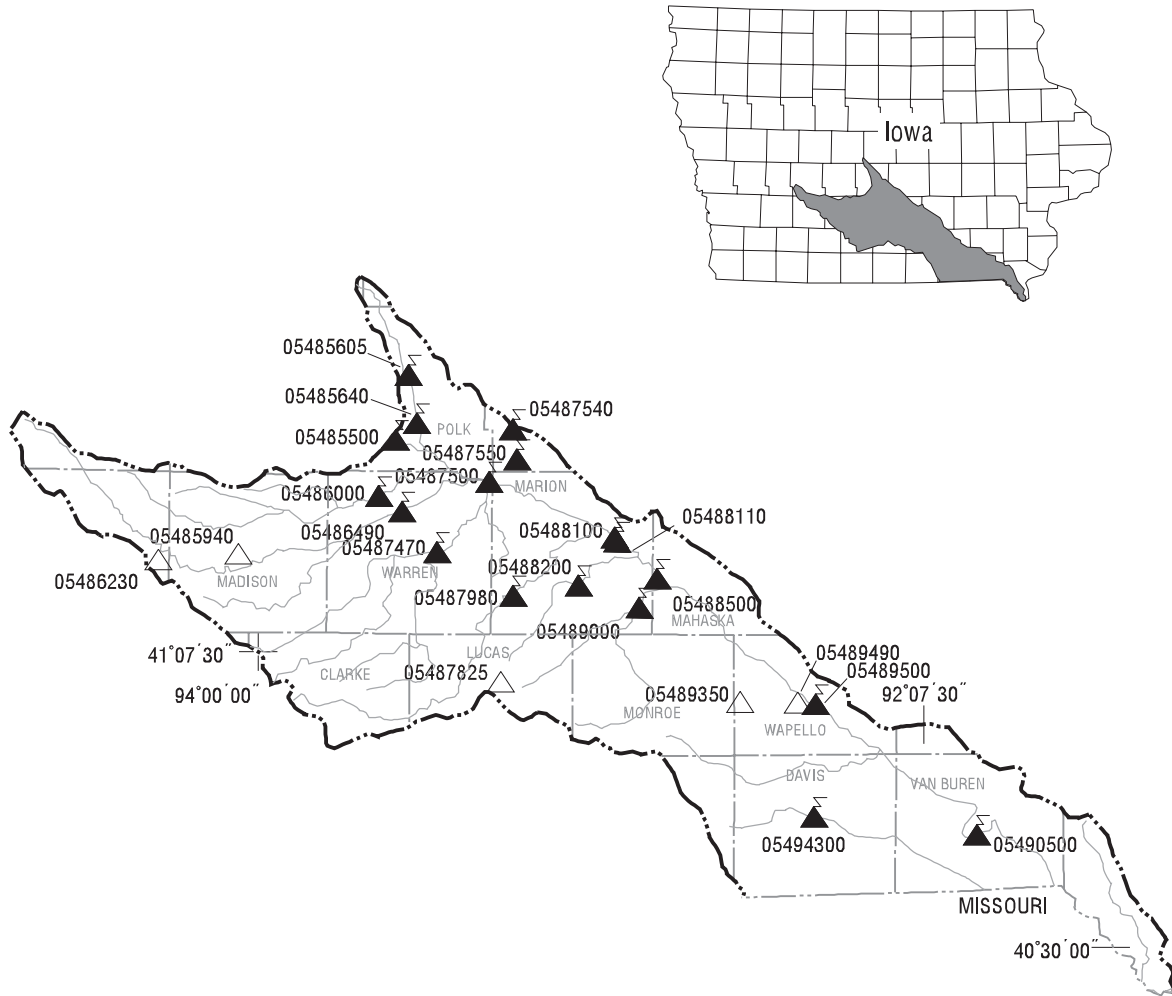 Iowa
05485605
05485640
05487540
05485500
POLK
05487550
05487500
05486000
MARION
05486490
05488100
05488110
05485940
05487470
05486230
MADISON
WARREN
05488200
05487980
05488500
MAHASKA
05489000
41°07'30"
LUCAS
05489490
CLARKE
05487825
05489500
94°00'00"
05489350
92°07'30"
MONROE
WAPELLO
DAVIS
VAN BUREN
05494300
05490500
MISSOURI
40°30'00"